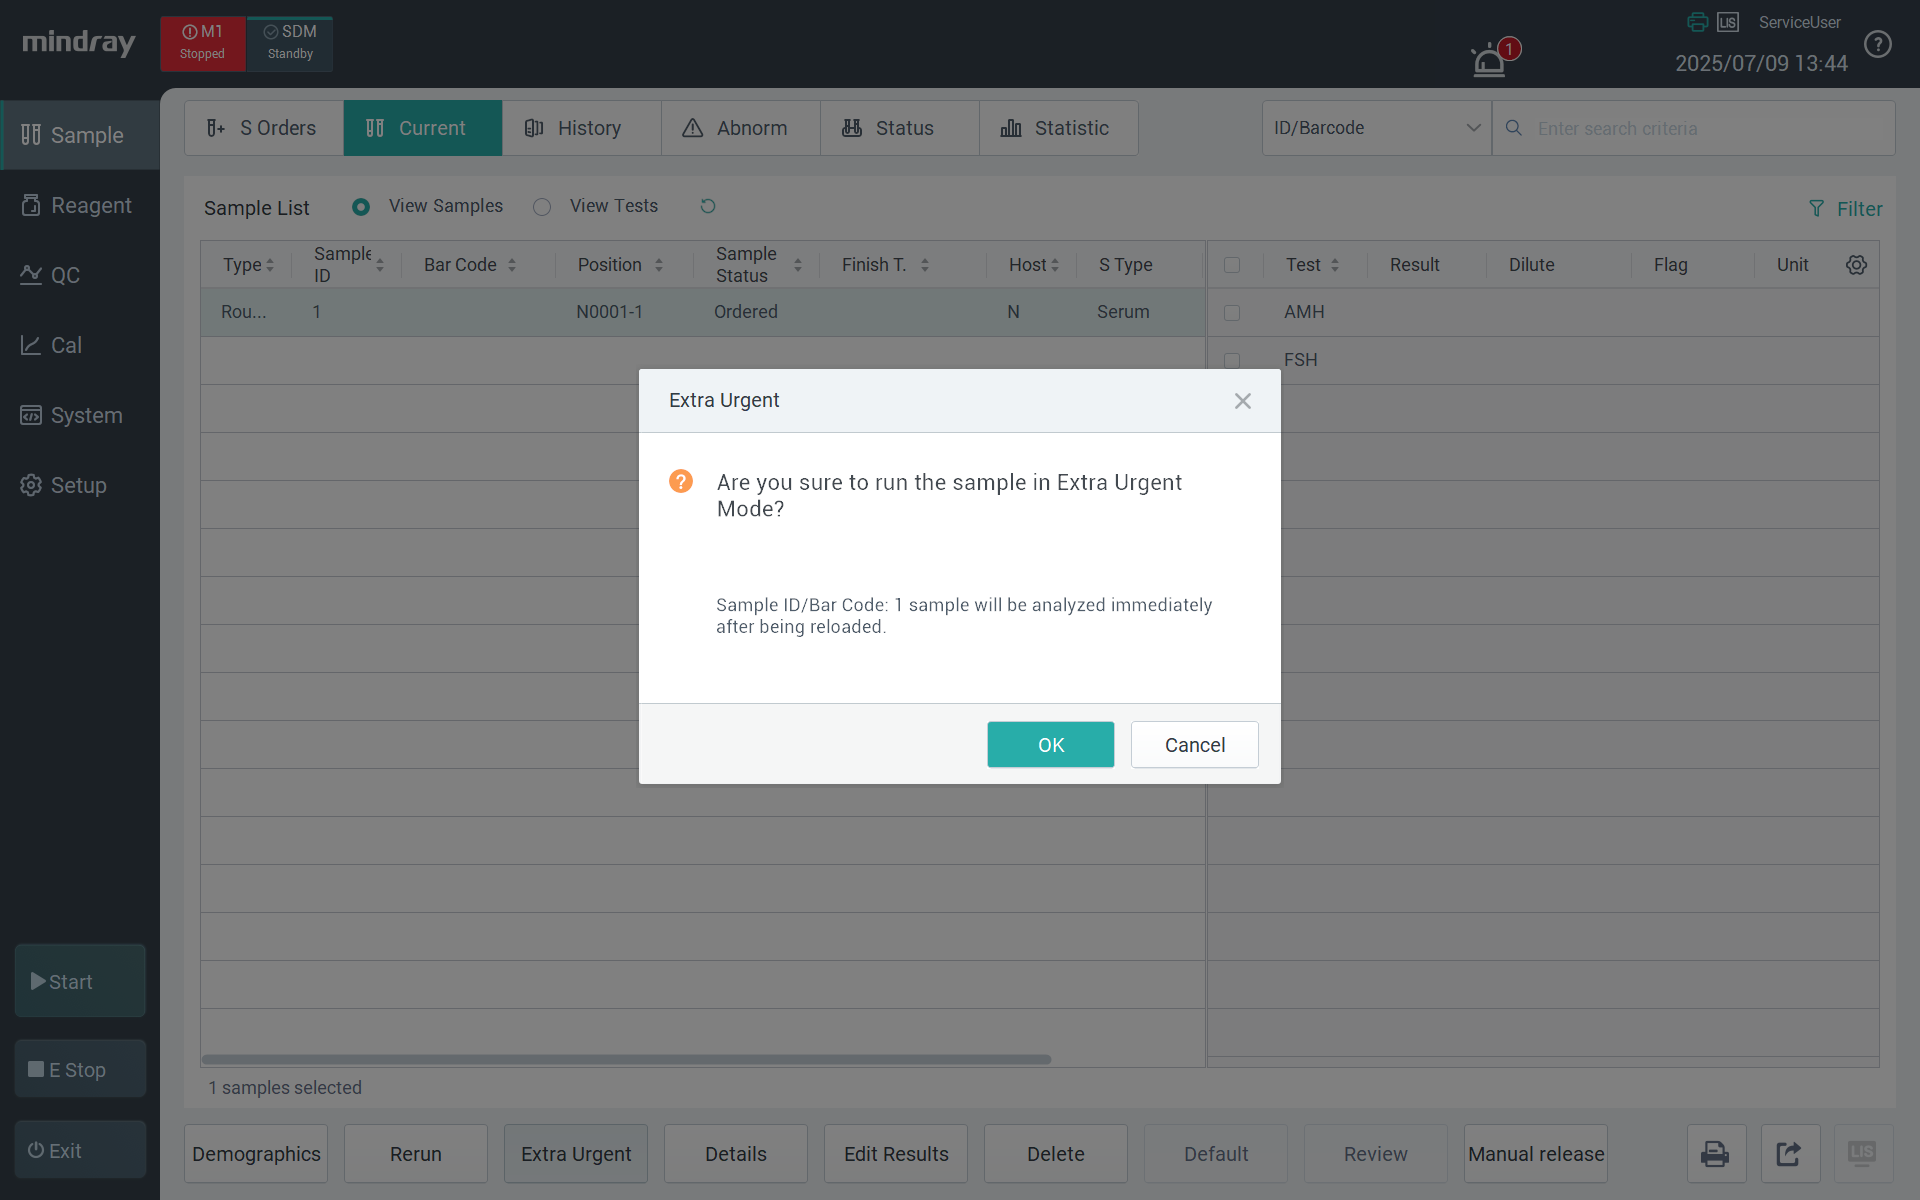 mindray
M1
Stopped
SDM
Standby
1
LIS
ServiceUser
2025/07/09 13:44
?
Sample
Reagent
QC
Cal
System
Setup
Start
E Stop
Exit
S Orders
Current
History
Abnorm
Status
Statistic
ID/Barcode
Enter search criteria
Sample List
View Samples
View Tests
Filter
Type
Sample ID
Bar Code
Position
Sample Status
Finish T.
Host
S Type
Test
Result
Dilute
Flag
Unit
Rou... 1 N0001-1 Ordered N Serum
AMH
FSH
Extra Urgent
?
Are you sure to run the sample in Extra Urgent
Mode?
Sample ID/Bar Code: 1 sample will be analyzed immediately
after being reloaded.
OK
Cancel
1 samples selected
Demographics
Rerun
Extra Urgent
Details
Edit Results
Delete
Default
Review
Manual release
LIS